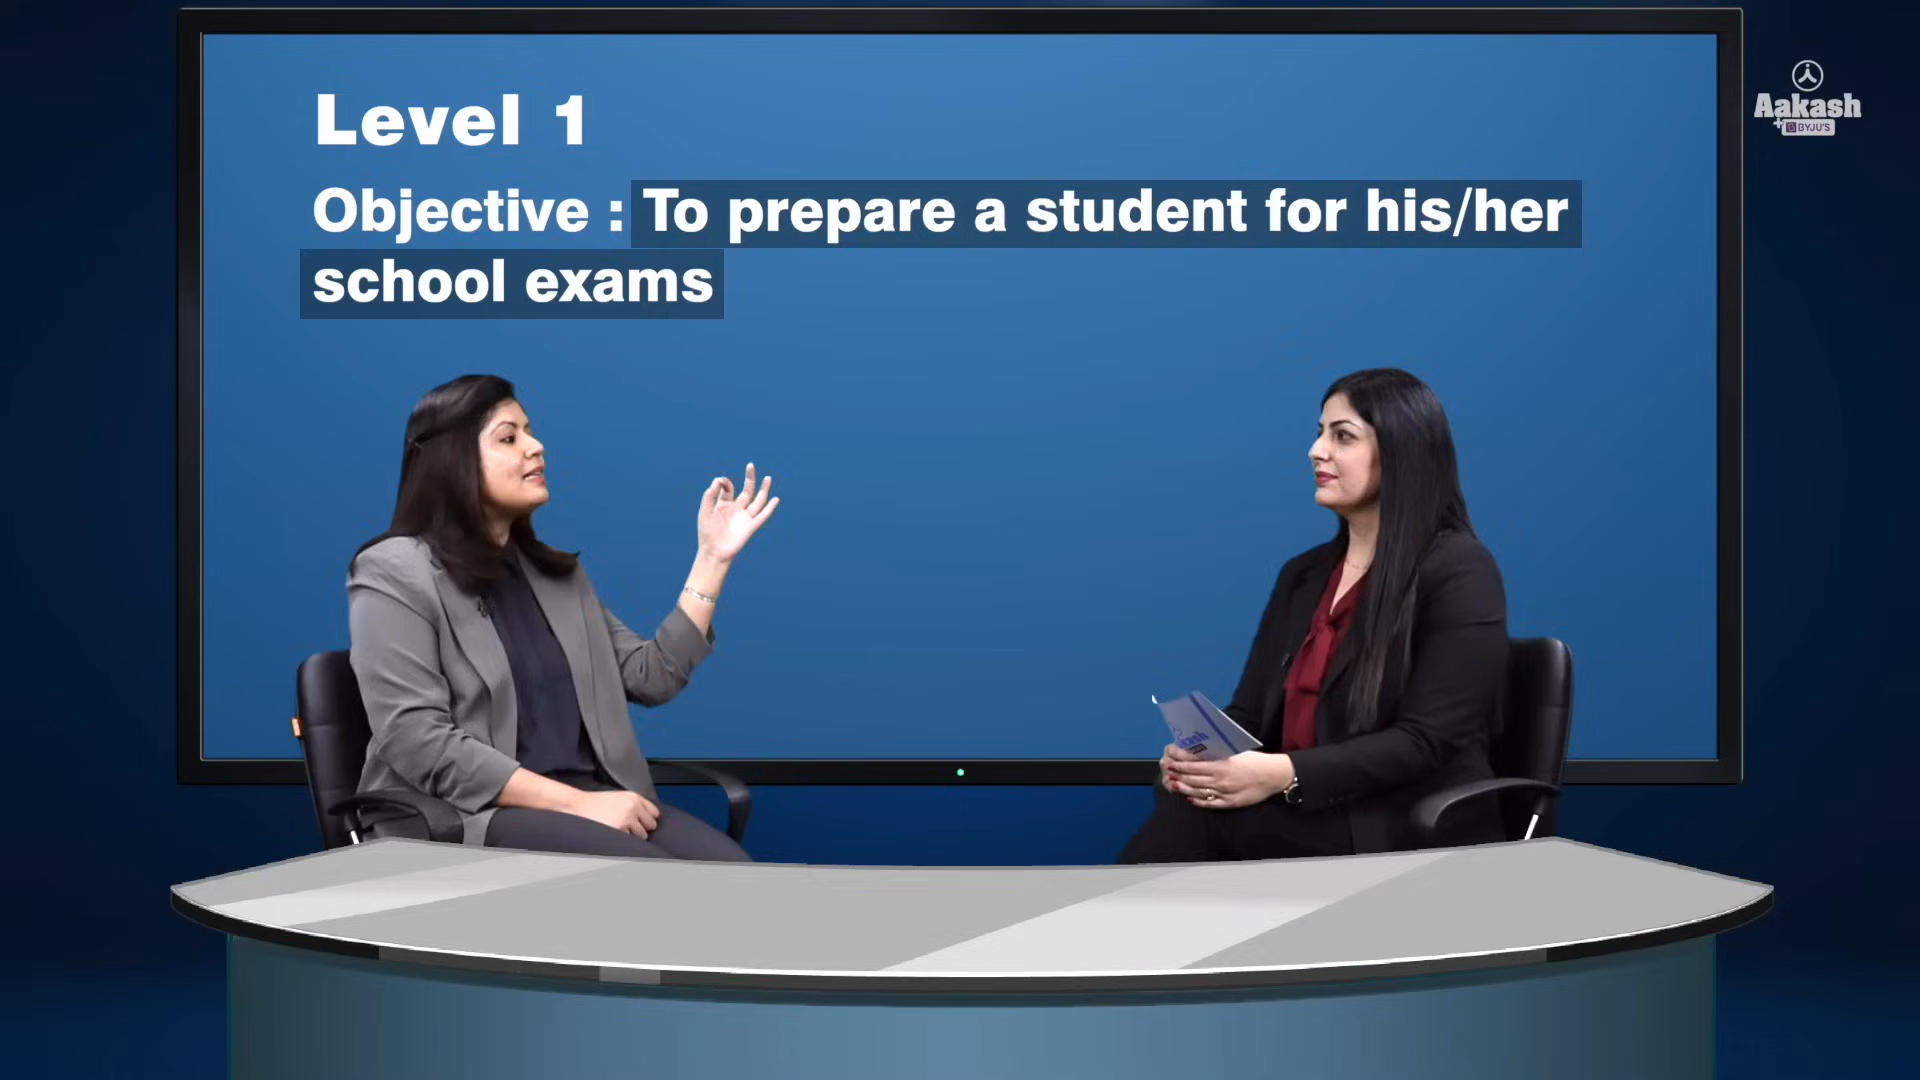 Level 1
Objective : To prepare a student for his/her
school exams
Aakash
+ BYJU'S